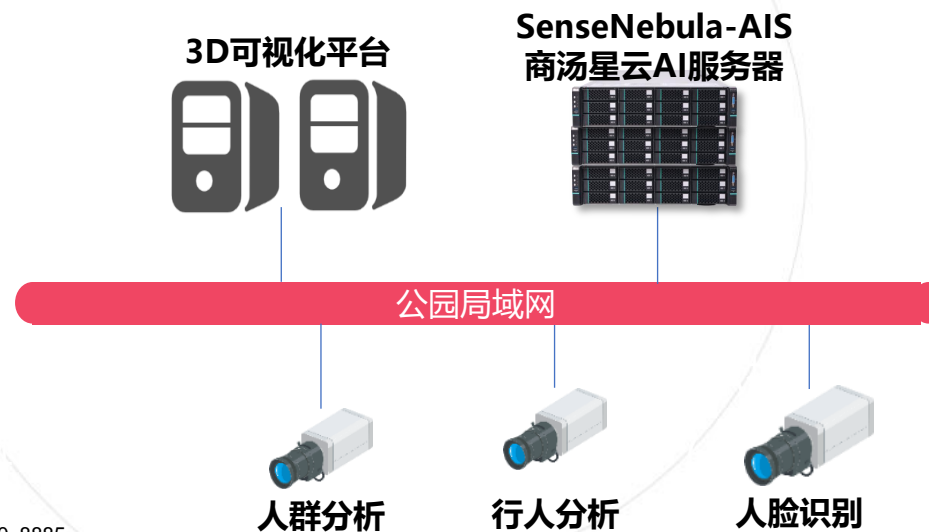 3D可视化平台
SenseNebula-AIS
商汤星云AI服务器
公园局域网
人群分析
行人分析
人脸识别